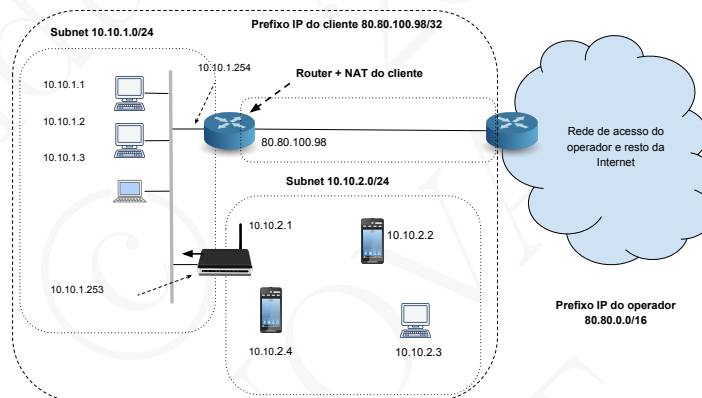 Prefixo IP do cliente 80.80.100.98/32
Subnet 10.10.1.0/24
10.10.1.254
Router + NAT do cliente
10.10.1.1
10.10.1.2
10.10.1.3
80.80.100.98
Rede de acesso do
operador e resto da
Internet
Subnet 10.10.2.0/24
10.10.2.1
10.10.2.2
10.10.1.253
10.10.2.4
10.10.2.3
Prefixo IP do operador
80.80.0.0/16